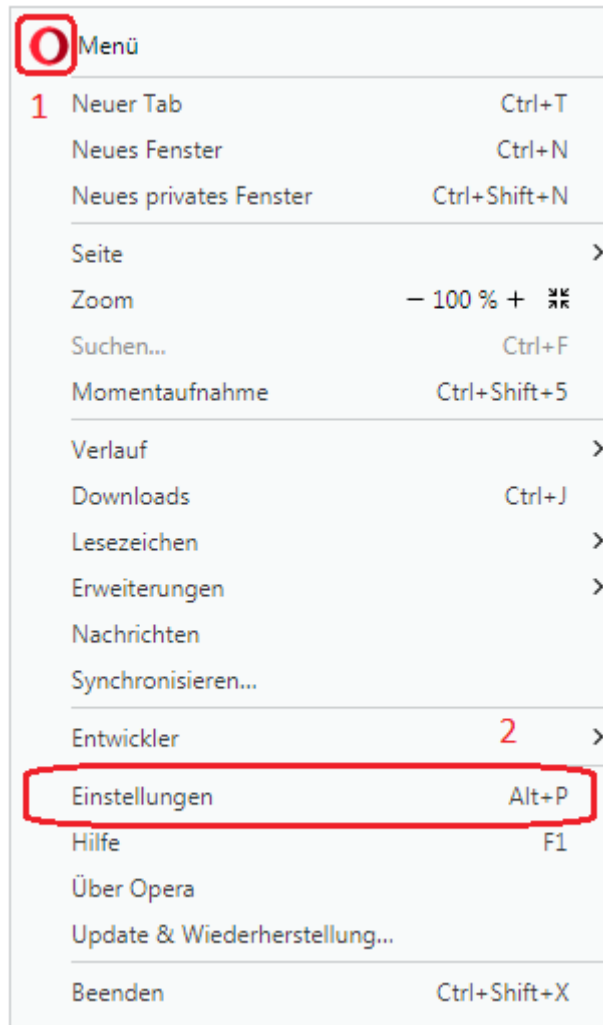 Menü
1 Neuer Tab Ctrl+T
Neues Fenster Ctrl+N
Neues privates Fenster Ctrl+Shift+N
Seite
Zoom − 100 % +
Suchen... Ctrl+F
Momentaufnahme Ctrl+Shift+5
Verlauf
Downloads Ctrl+J
Lesezeichen
Erweiterungen
Nachrichten
Synchronisieren...
Entwickler 2
Einstellungen Alt+P
Hilfe F1
Über Opera
Update & Wiederherstellung...
Beenden Ctrl+Shift+X